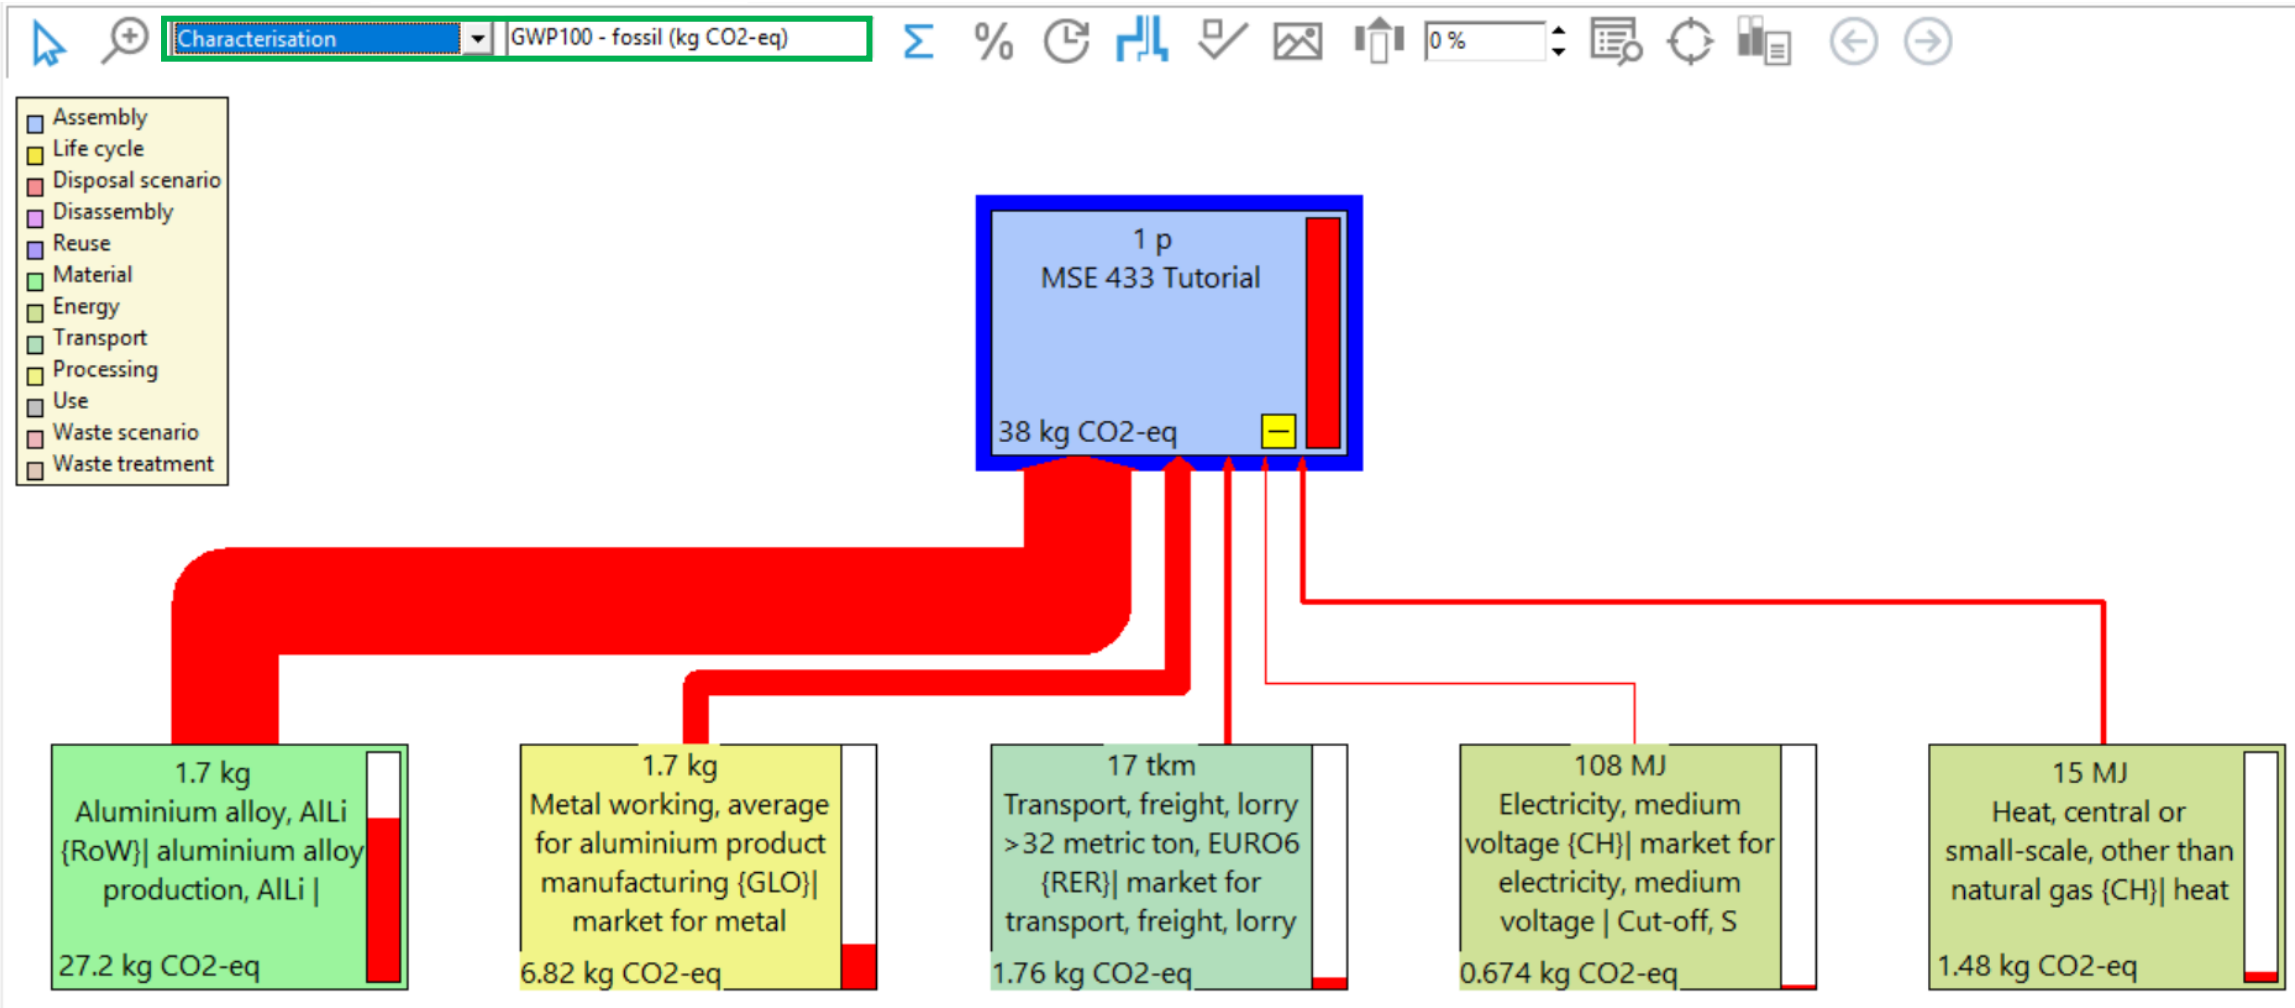 Characterisation
GWP100 - fossil (kg CO2-eq)
Σ
%
0 %
Assembly
Life cycle
Disposal scenario
Disassembly
Reuse
Material
Energy
Transport
Processing
Use
Waste scenario
Waste treatment
1 p
MSE 433 Tutorial
38 kg CO2-eq
1.7 kg
Aluminium alloy, AlLi
{RoW}| aluminium alloy
production, AlLi |
27.2 kg CO2-eq
1.7 kg
Metal working, average
for aluminium product
manufacturing {GLO}|
market for metal
6.82 kg CO2-eq
17 tkm
Transport, freight, lorry
>32 metric ton, EURO6
{RER}| market for
transport, freight, lorry
1.76 kg CO2-eq
108 MJ
Electricity, medium
voltage {CH}| market for
electricity, medium
voltage | Cut-off, S
0.674 kg CO2-eq
15 MJ
Heat, central or
small-scale, other than
natural gas {CH}| heat
1.48 kg CO2-eq